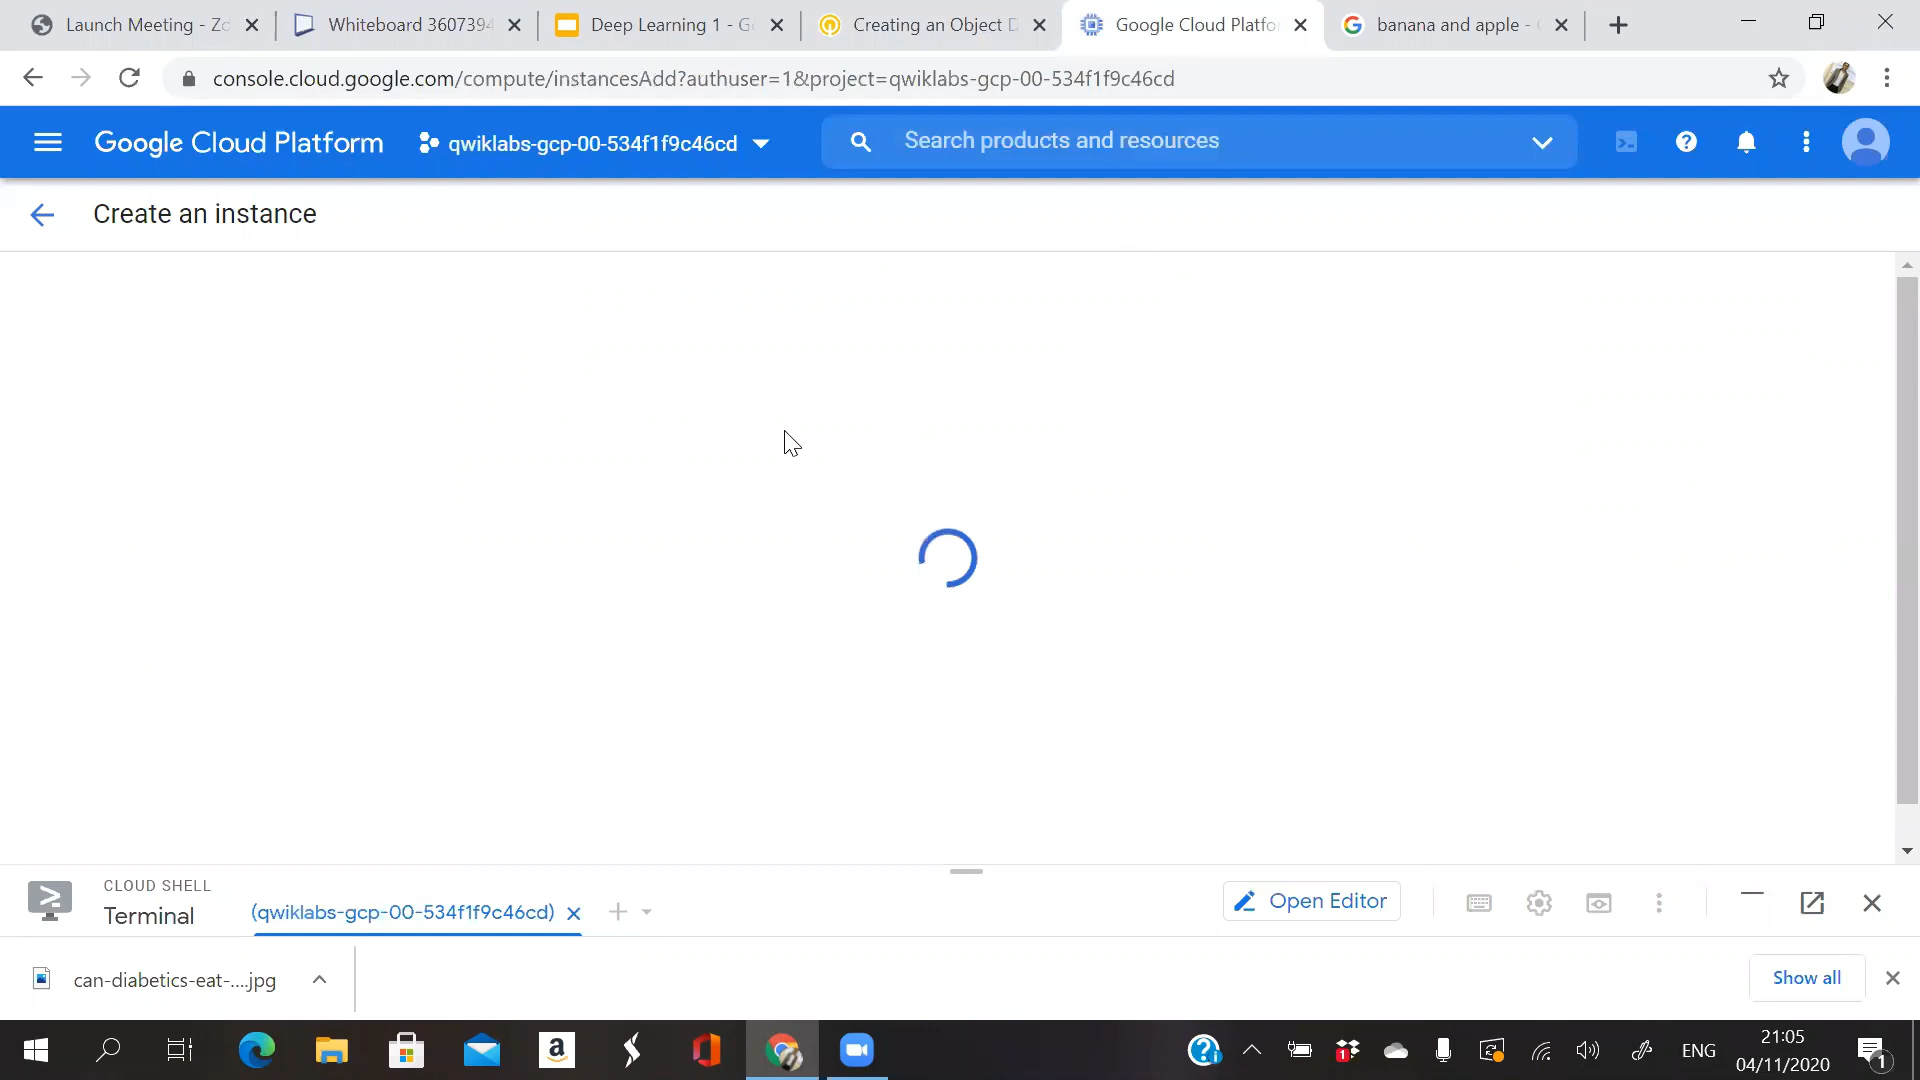 Launch Meeting - Zo
Whiteboard 3607394
Deep Learning 1 - Go
Creating an Object D
Google Cloud Platfo
banana and apple - G
console.cloud.google.com/compute/instancesAdd?authuser=1&project=qwiklabs-gcp-00-534f1f9c46cd
Google Cloud Platform
qwiklabs-gcp-00-534f1f9c46cd
Search products and resources
Create an instance
CLOUD SHELL
Terminal
(qwiklabs-gcp-00-534f1f9c46cd)
Open Editor
can-diabetics-eat-....jpg
Show all
1
ENG
21:05
04/11/2020
1